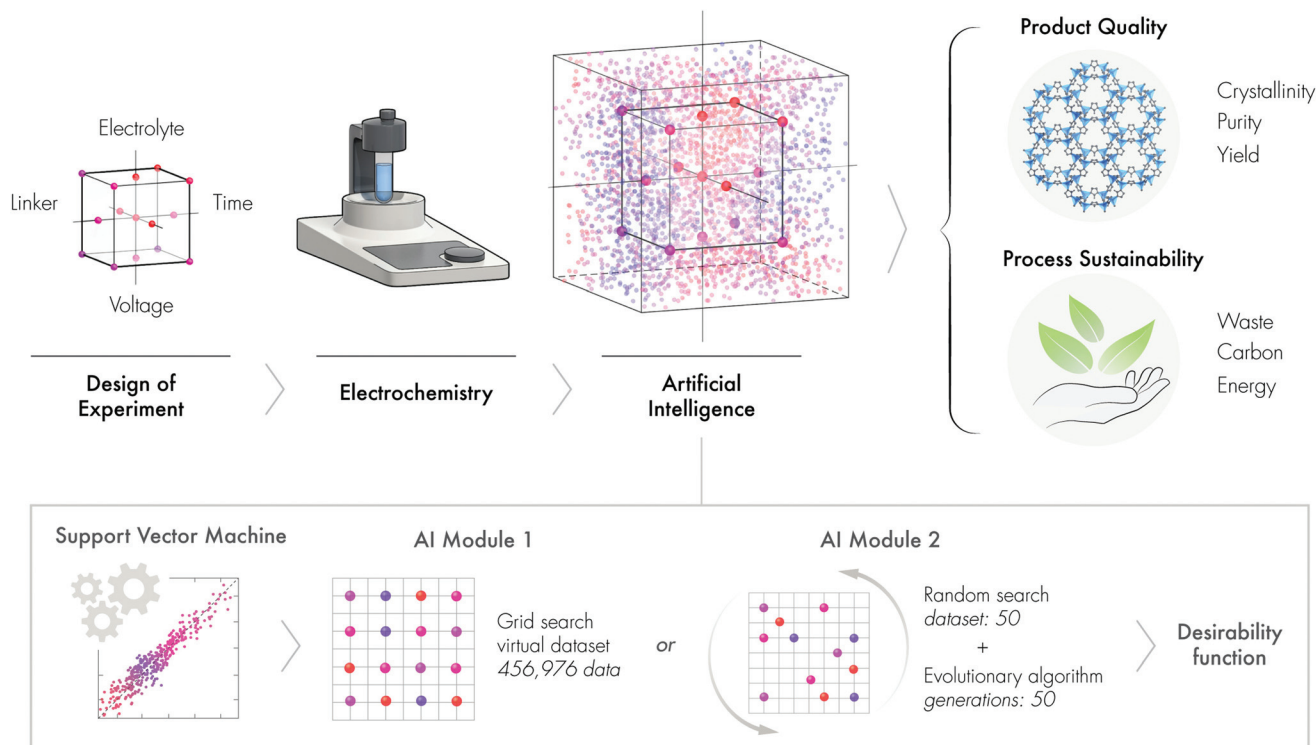 Electrolyte
Linker
Time
Voltage
Design of
Experiment
Electrochemistry
Artificial
Intelligence
Product Quality
Crystallinity
Purity
Yield
Process Sustainability
Waste
Carbon
Energy
Support Vector Machine
AI Module 1
Grid search
virtual dataset
456,976 data
or
AI Module 2
Random search
dataset: 50
+
Evolutionary algorithm
generations: 50
Desirability
function